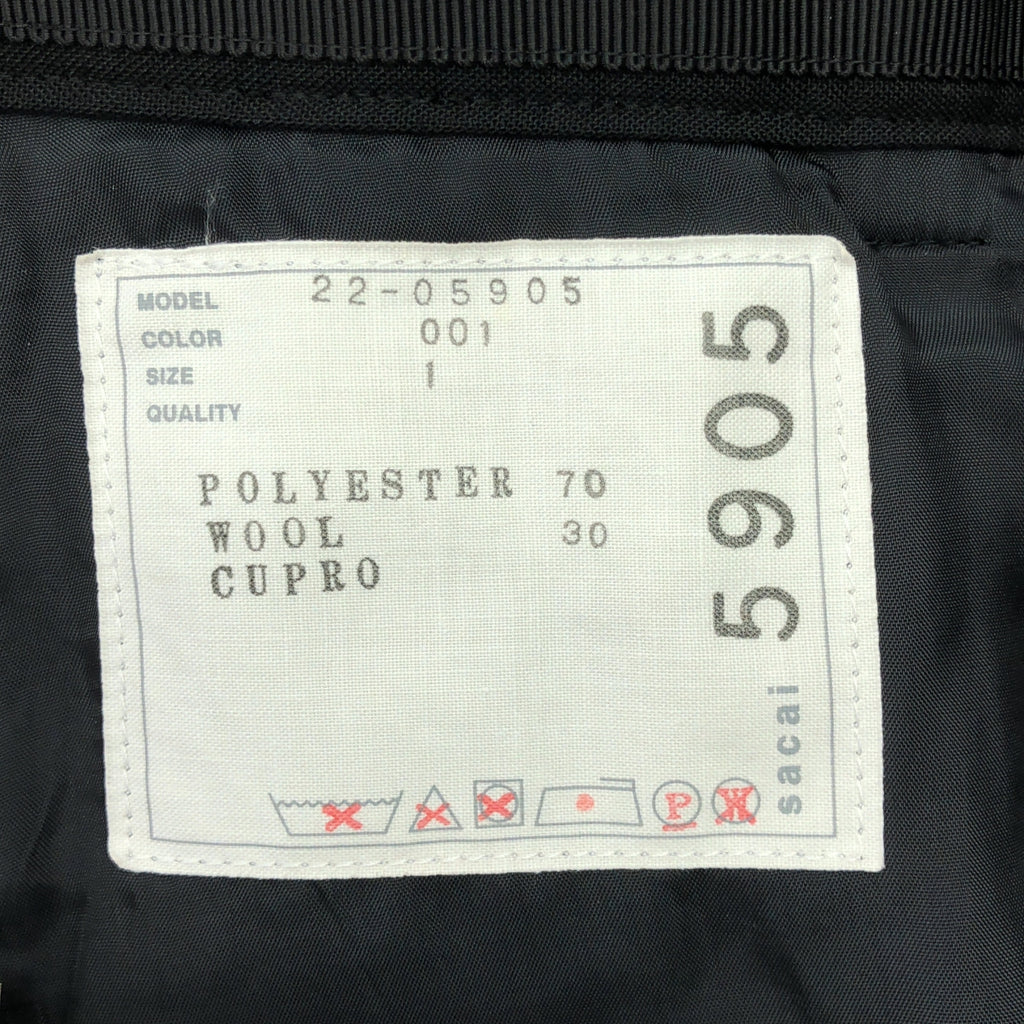 MODEL 22-05905
COLOR 001
SIZE 1
QUALITY
POLYESTER 70
WOOL 30
CUPRO
P W
sacai 5905